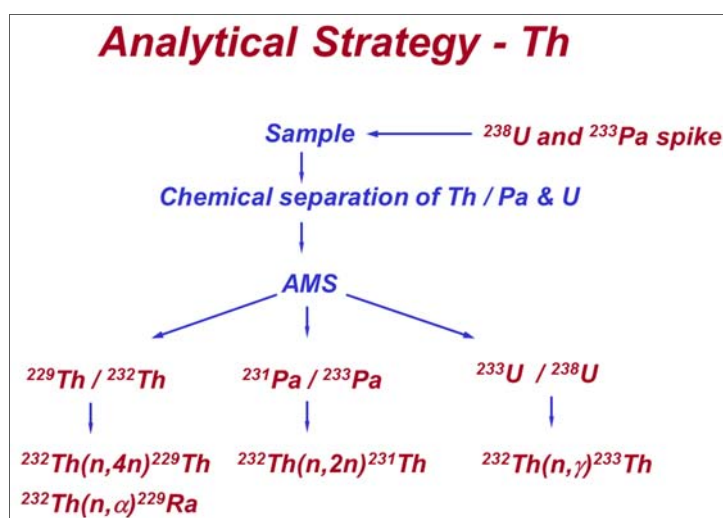 Analytical Strategy - Th
Sample
²³⁸U and ²³³Pa spike
Chemical separation of Th / Pa & U
AMS
²²⁹Th / ²³²Th
²³¹Pa / ²³³Pa
²³³U / ²³⁸U
²³²Th(n,4n)²²⁹Th
²³²Th(n,2n)²³¹Th
²³²Th(n,γ)²³³Th
²³²Th(n,α)²²⁹Ra